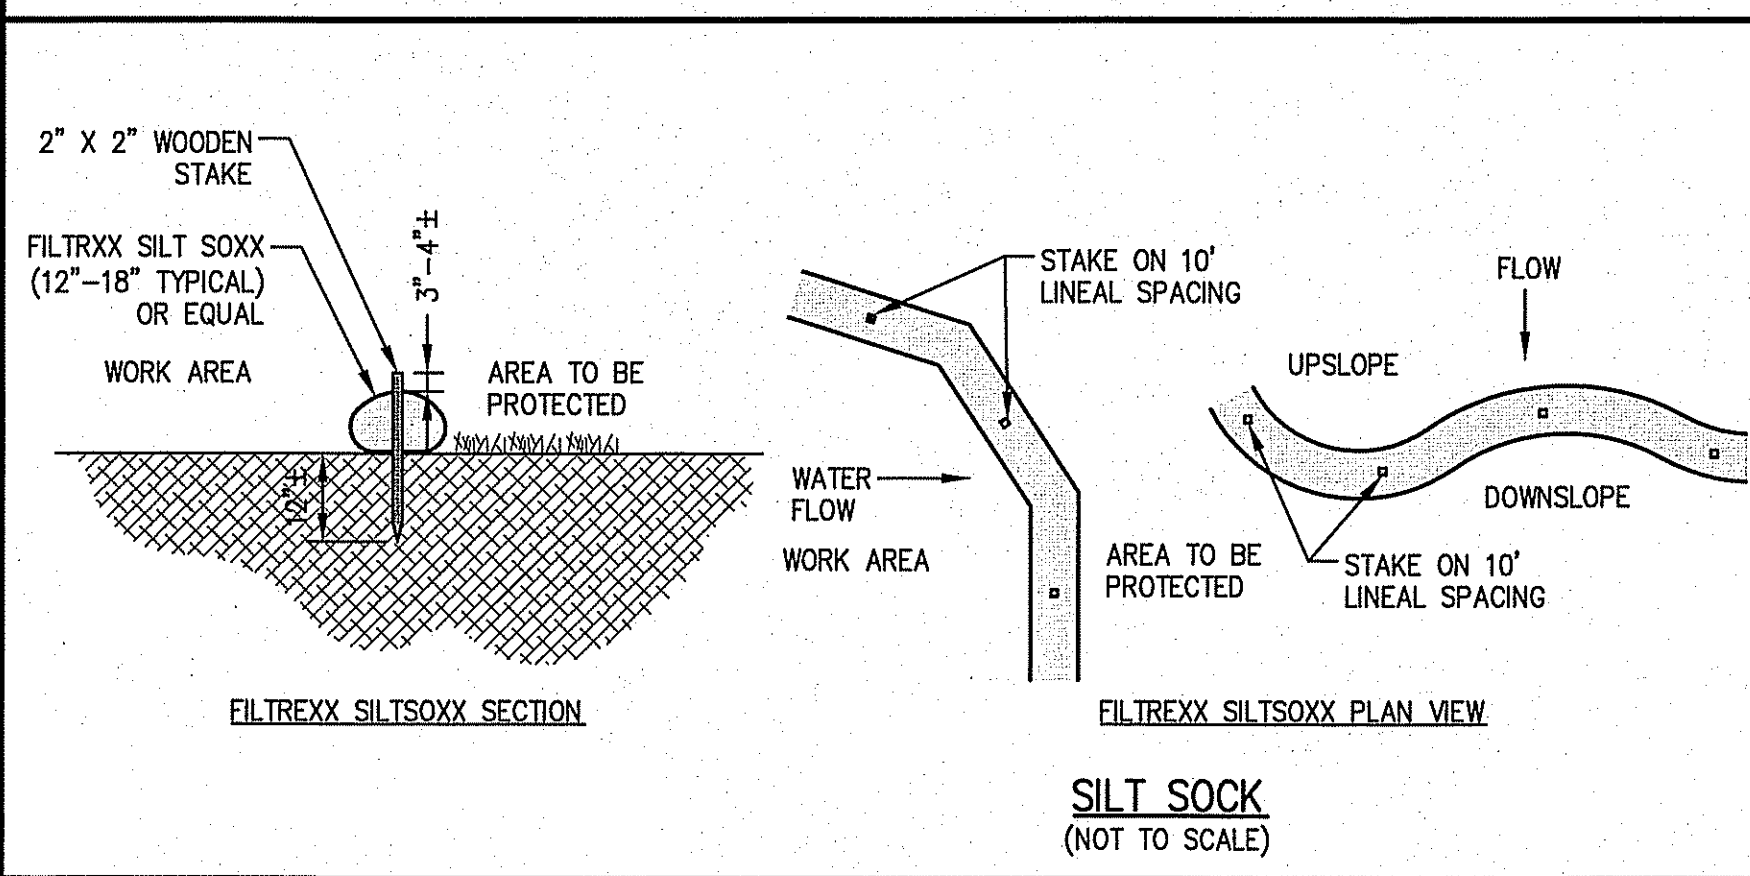 2" X 2" WOODEN
STAKE
FILTRXX SILT SOXX
(12"-18" TYPICAL)
OR EQUAL
WORK AREA
3"-4"±
AREA TO BE
PROTECTED
12"±
FILTREXX SILTSOXX SECTION
STAKE ON 10'
LINEAL SPACING
WATER
FLOW
WORK AREA
AREA TO BE
PROTECTED
FLOW
UPSLOPE
DOWNSLOPE
STAKE ON 10'
LINEAL SPACING
FILTREXX SILTSOXX PLAN VIEW
SILT SOCK
(NOT TO SCALE)